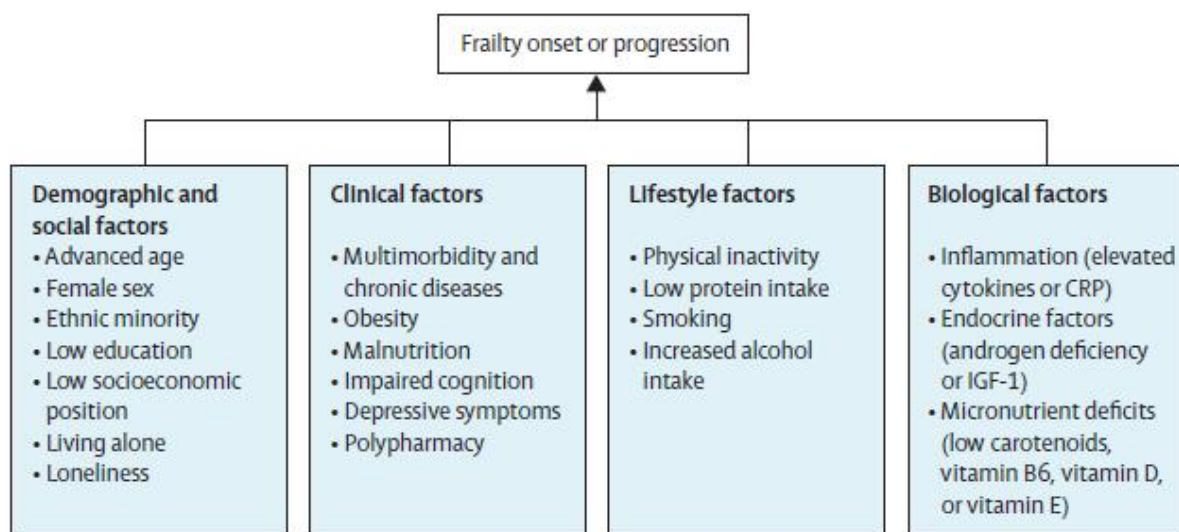 Frailty onset or progression
Demographic and
social factors
• Advanced age
• Female sex
• Ethnic minority
• Low education
• Low socioeconomic
position
• Living alone
• Loneliness
Clinical factors
• Multimorbidity and
chronic diseases
• Obesity
• Malnutrition
• Impaired cognition
• Depressive symptoms
• Polypharmacy
Lifestyle factors
• Physical inactivity
• Low protein intake
• Smoking
• Increased alcohol
intake
Biological factors
• Inflammation (elevated
cytokines or CRP)
• Endocrine factors
(androgen deficiency
or IGF-1)
• Micronutrient deficits
(low carotenoids,
vitamin B6, vitamin D,
or vitamin E)